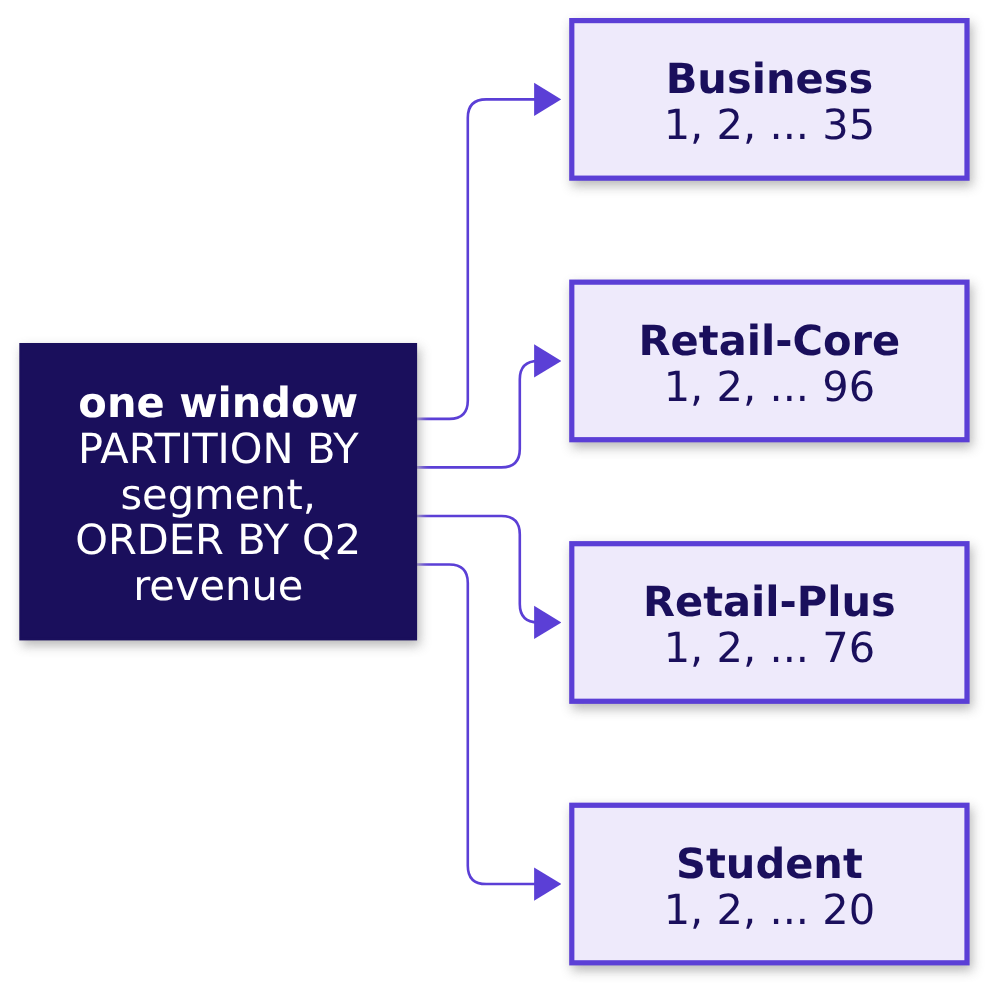 one window
PARTITION BY
segment,
ORDER BY Q2
revenue
Business
1, 2, ... 35
Retail-Core
1, 2, ... 96
Retail-Plus
1, 2, ... 76
Student
1, 2, ... 20